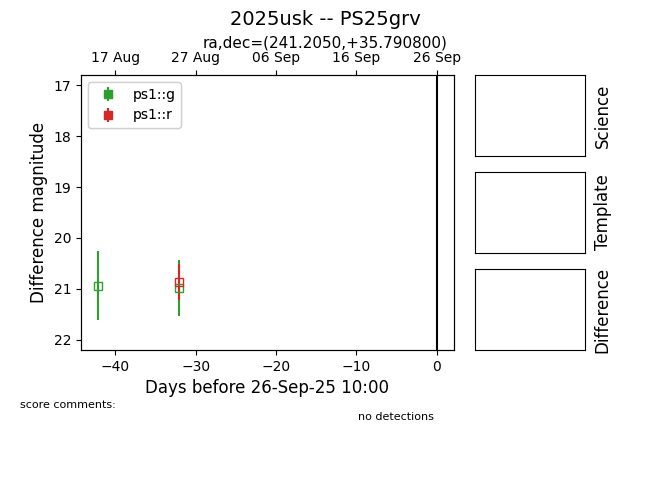 2025usk -- PS25grv
ra,dec=(241.2050,+35.790800)
17 Aug 27 Aug 06 Sep 16 Sep 26 Sep
17
18
19
20
21
22
Difference magnitude
ps1::g
ps1::r
−40 −30 −20 −10 0
Days before 26-Sep-25 10:00
Science
Template
Difference
score comments:
no detections